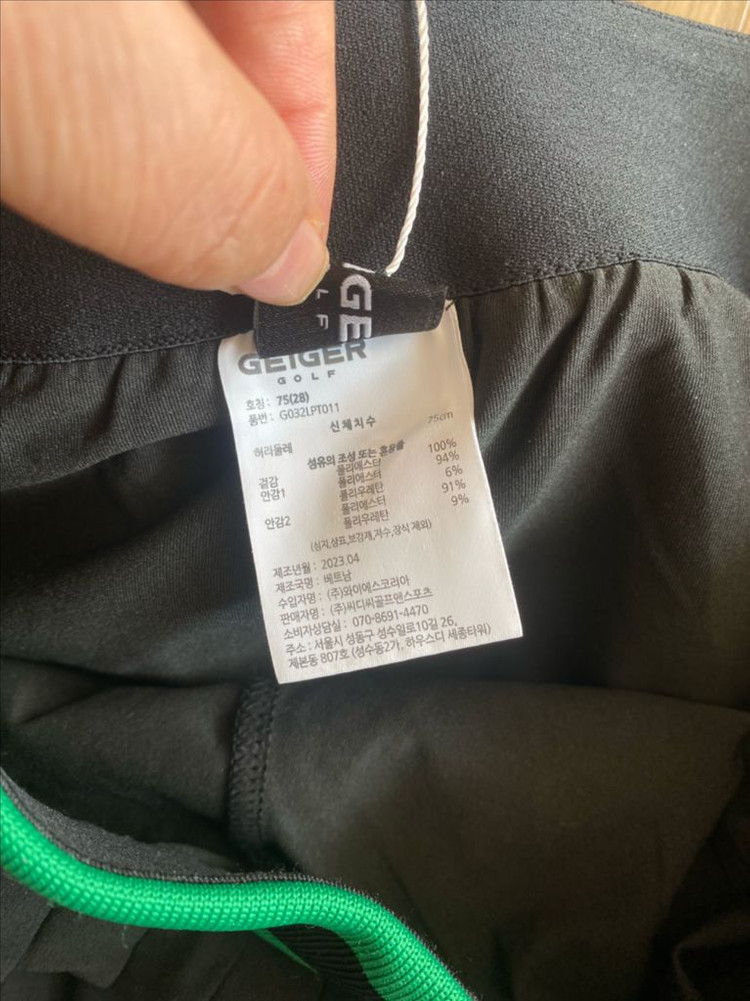 GE
LF
GEIGER
GOLF
호칭 : 75(28)
품번 : G032LPT011
신체치수
허리둘레 75cm
섬유의 조성 또는 혼용율
겉감 폴리에스터 100%
안감1 폴리에스터 94%
폴리우레탄 6%
안감2 폴리에스터 91%
폴리우레탄 9%
(심지,상표,보강재,자수,장식 제외)
제조년월 : 2023.04
제조국명 : 베트남
수입자명 : (주)와이에스코리아
판매자명 : (주)씨디씨골프앤스포츠
소비자상담실 : 070-8691-4470
주소 : 서울시 성동구 성수일로10길 26,
제본동 807호 (성수동2가, 하우스디 세종타워)